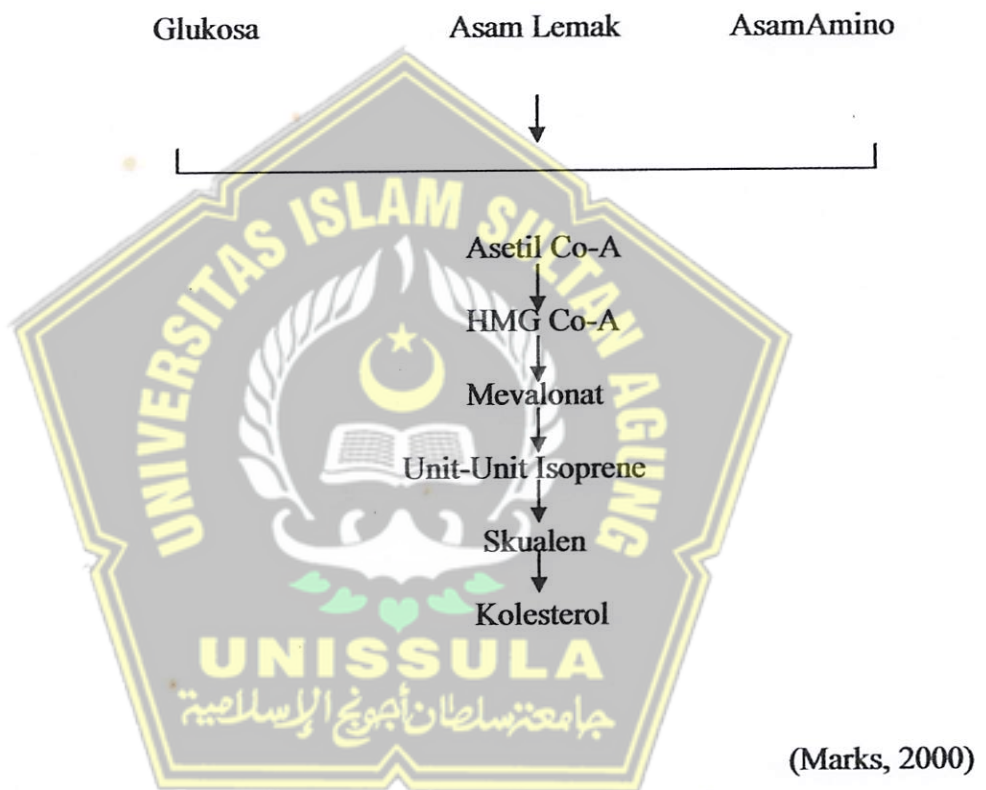 Glukosa Asam Lemak AsamAmino
UNIVERSITAS ISLAM SULTAN AGUNG
Asetil Co-A
HMG Co-A
Mevalonat
Unit-Unit Isoprene
Skualen
Kolesterol
UNISSULA
جامعة سلطان أجونج الإسلامية
(Marks, 2000)